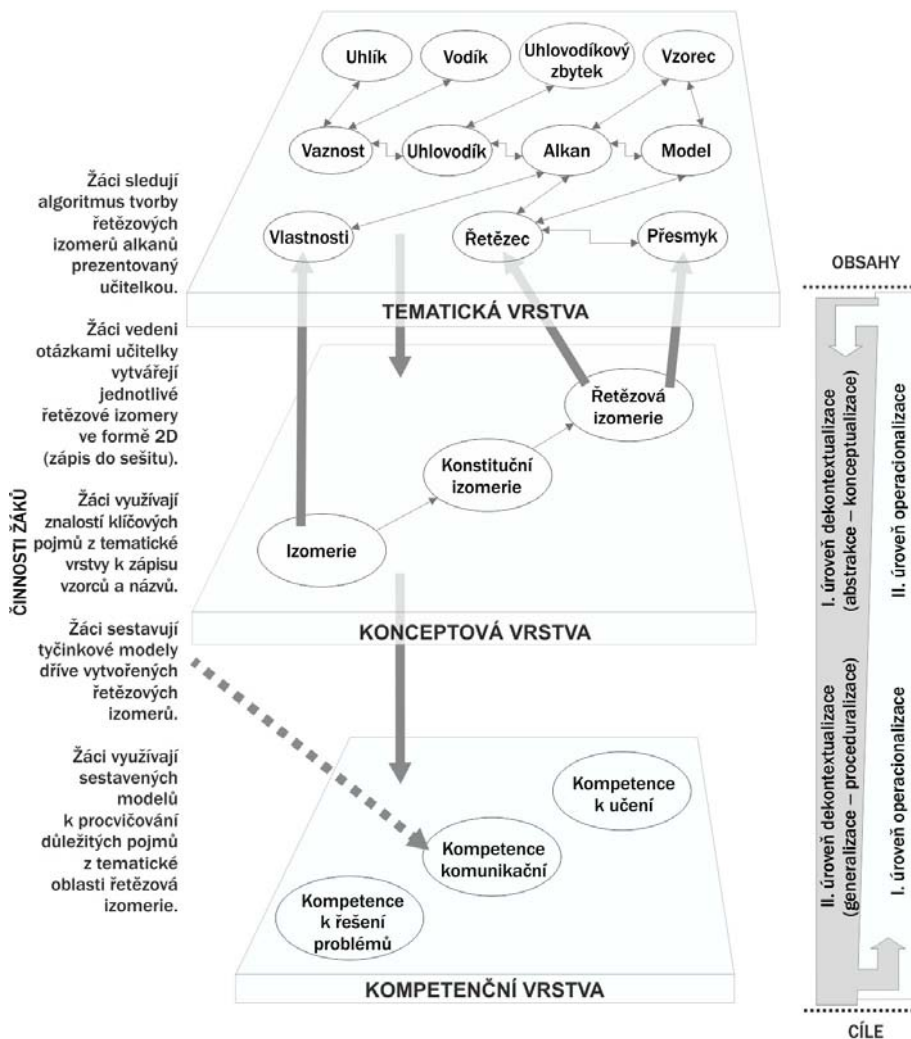 Uhlík
Vodík
Uhlovodíkový
zbytek
Vzorec
Vaznost
Uhlovodík
Alkan
Model
Vlastnosti
Řetězec
Přesmyk
TEMATICKÁ VRSTVA
Řetězová
izomerie
Konstituční
izomerie
Izomerie
KONCEPTOVÁ VRSTVA
Kompetence
k učení
Kompetence
komunikační
Kompetence
k řešení
problémů
KOMPETENČNÍ VRSTVA
ČINNOSTI ŽÁKŮ
Žáci sledují
algoritmus tvorby
řetězových
izomerů alkanů
prezentovaný
učitelkou.
Žáci vedeni
otázkami učitelky
vytvářejí
jednotlivé
řetězové izomery
ve formě 2D
(zápis do sešitu).
Žáci využívají
znalostí klíčových
pojmů z tematické
vrstvy k zápisu
vzorců a názvů.
Žáci sestavují
tyčinkové modely
dříve vytvořených
řetězových
izomerů.
Žáci využívají
sestavených
modelů
k procvičování
důležitých pojmů
z tematické
oblasti řetězová
izomerie.
OBSAHY
I. úroveň dekontextualizace
(abstrakce – konceptualizace)
II. úroveň operacionalizace
II. úroveň dekontextualizace
(generalizace – proceduralizace)
I. úroveň operacionalizace
CÍLE